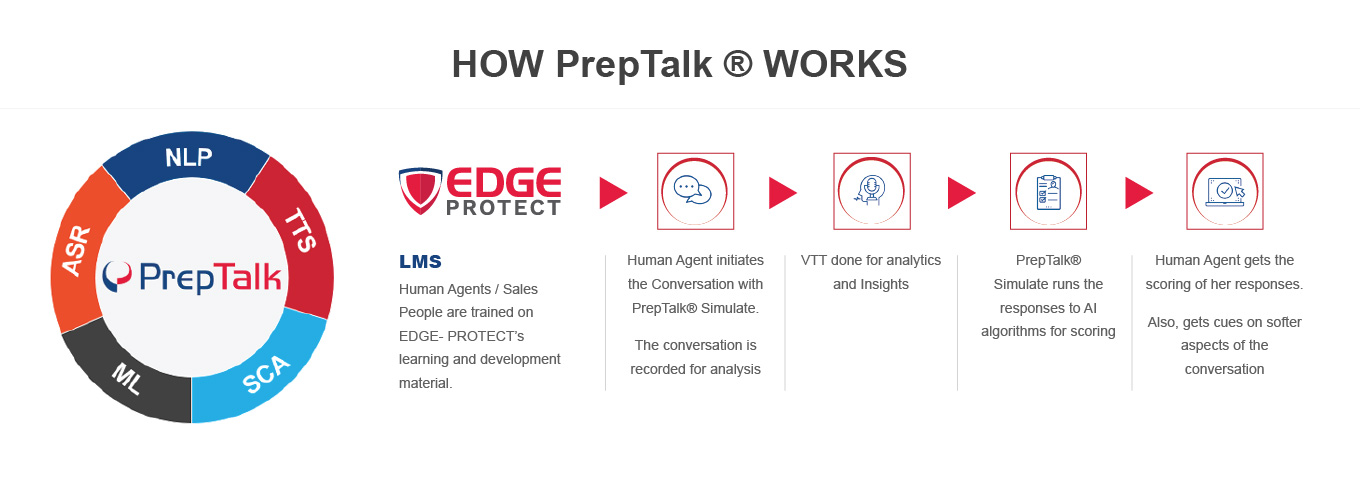 HOW PrepTalk ® WORKS
NLP
TTS
SCA
ML
ASR
PrepTalk
EDGE
PROTECT
LMS
Human Agents / Sales
People are trained on
EDGE- PROTECT's
learning and development
material.
Human Agent initiates
the Conversation with
PrepTalk® Simulate.
The conversation is
recorded for analysis
VTT done for analytics
and Insights
PrepTalk®
Simulate runs the
responses to AI
algorithms for scoring
Human Agent gets the
scoring of her responses.
Also, gets cues on softer
aspects of the
conversation